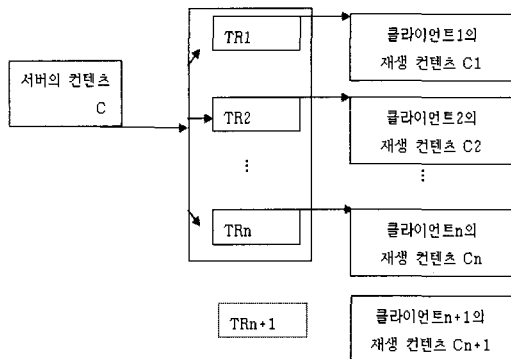 서버의 컨텐츠
C
TR1
클라이언트1의
재생 컨텐츠 C1
TR2
클라이언트2의
재생 컨텐츠 C2
⋮
⋮
TRn
클라이언트n의
재생 컨텐츠 Cn
TRn+1
클라이언트n+1의
재생 컨텐츠 Cn+1